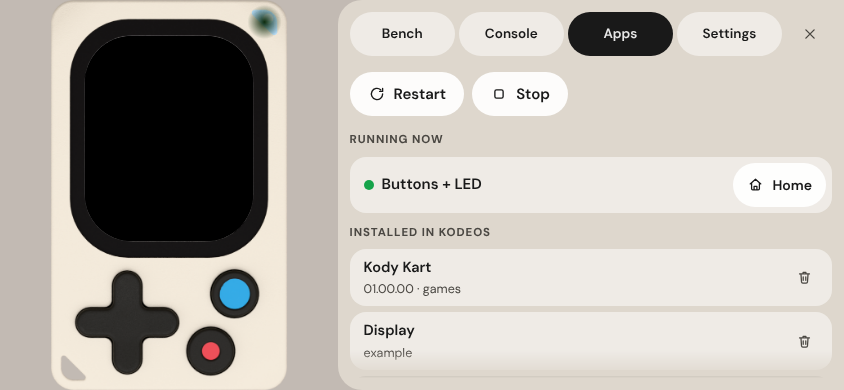 Bench
Console
Apps
Settings
Restart
Stop
RUNNING NOW
Buttons + LED
Home
INSTALLED IN KODEOS
Kody Kart
01.00.00 · games
Display
example